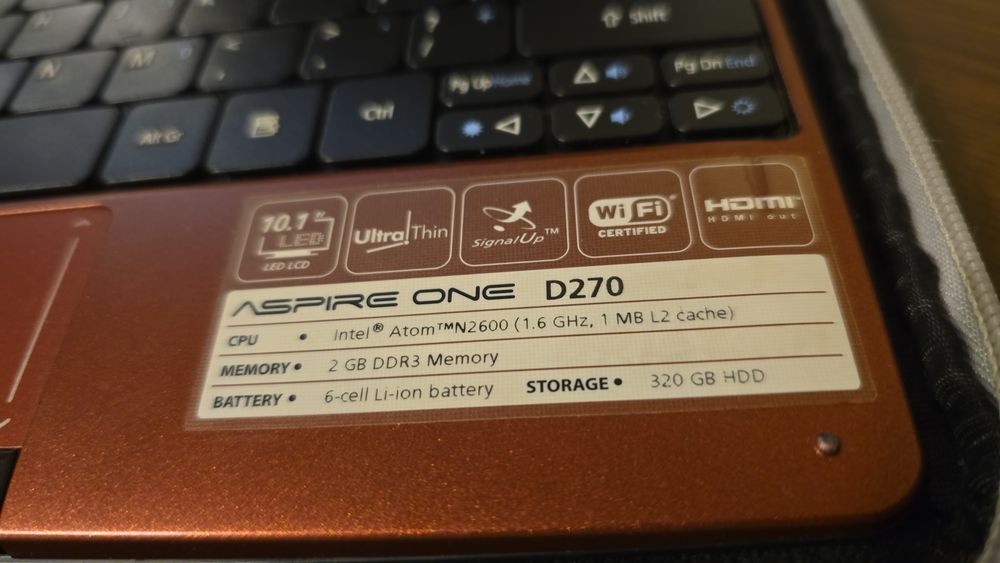 N M
shift
Pg Up Home
Pg Dn End
Alt Gr
Ctrl
10.1"
LED
LED LCD
Ultra Thin
SignalUp™
Wi Fi
CERTIFIED
HDMI
HDMI out
ASPIRE ONE D270
CPU • Intel® Atom™N2600 (1.6 GHz, 1 MB L2 cache)
MEMORY • 2 GB DDR3 Memory
BATTERY • 6-cell Li-ion battery STORAGE • 320 GB HDD